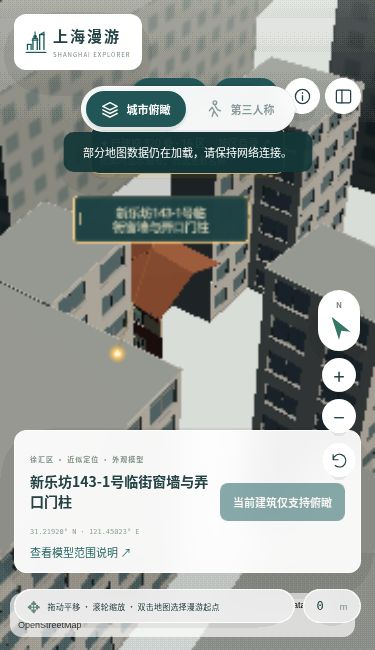 上海漫游
SHANGHAI EXPLORER
城市俯瞰
第三人称
部分地图数据仍在加载，请保持网络连接。
新乐坊143-1号临
街窗墙与弄口门柱
N
+
−
徐汇区 · 近似定位 · 外观模型
新乐坊143-1号临街窗墙与弄
口门柱
当前建筑仅支持俯瞰
31.21920° N · 121.45023° E
查看模型范围说明 ↗
拖动平移 · 滚轮缩放 · 双击地图选择漫游起点
0 m
OpenStreetMap